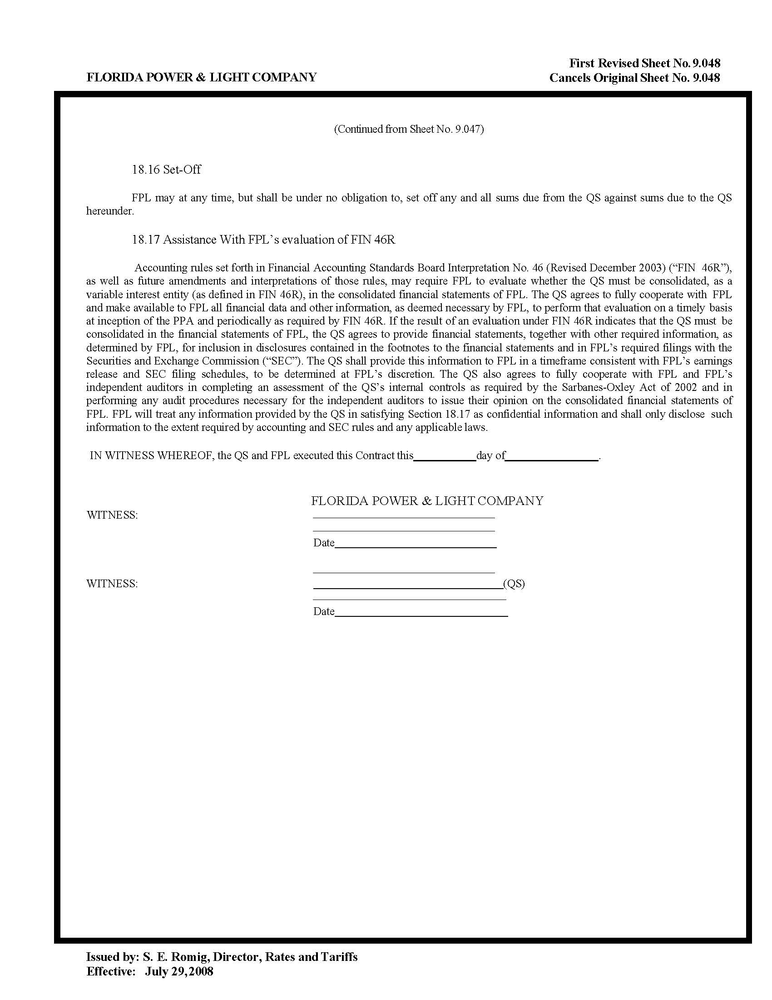 First Revised Sheet No. 9.048
FLORIDA POWER & LIGHT COMPANY
Cancels Original Sheet No. 9.048
(Continued from Sheet No. 9.047)
18.16 Set-Off
FPL may at any time, but shall be under no obligation to, set off any and all sums due from the QS against sums due to the QS
hereunder.
18.17 Assistance With FPL’s evaluation of FIN 46R
Accounting rules set forth in Financial Accounting Standards Board Interpretation No. 46 (Revised December 2003) (“FIN 46R”),
as well as future amendments and interpretations of those rules, may require FPL to evaluate whether the QS must be consolidated, as a
variable interest entity (as defined in FIN 46R), in the consolidated financial statements of FPL. The QS agrees to fully cooperate with FPL
and make available to FPL all financial data and other information, as deemed necessary by FPL, to perform that evaluation on a timely basis
at inception of the PPA and periodically as required by FIN 46R. If the result of an evaluation under FIN 46R indicates that the QS must be
consolidated in the financial statements of FPL, the QS agrees to provide financial statements, together with other required information, as
determined by FPL, for inclusion in disclosures contained in the footnotes to the financial statements and in FPL’s required filings with the
Securities and Exchange Commission (“SEC”). The QS shall provide this information to FPL in a timeframe consistent with FPL’s earnings
release and SEC filing schedules, to be determined at FPL’s discretion. The QS also agrees to fully cooperate with FPL and FPL’s
independent auditors in completing an assessment of the QS’s internal controls as required by the Sarbanes-Oxley Act of 2002 and in
performing any audit procedures necessary for the independent auditors to issue their opinion on the consolidated financial statements of
FPL. FPL will treat any information provided by the QS in satisfying Section 18.17 as confidential information and shall only disclose such
information to the extent required by accounting and SEC rules and any applicable laws.
IN WITNESS WHEREOF, the QS and FPL executed this Contract this__________day of_______________.
FLORIDA POWER & LIGHT COMPANY
WITNESS:
Date
WITNESS: (QS)
Date
Issued by: S. E. Romig, Director, Rates and Tariffs
Effective: July 29, 2008